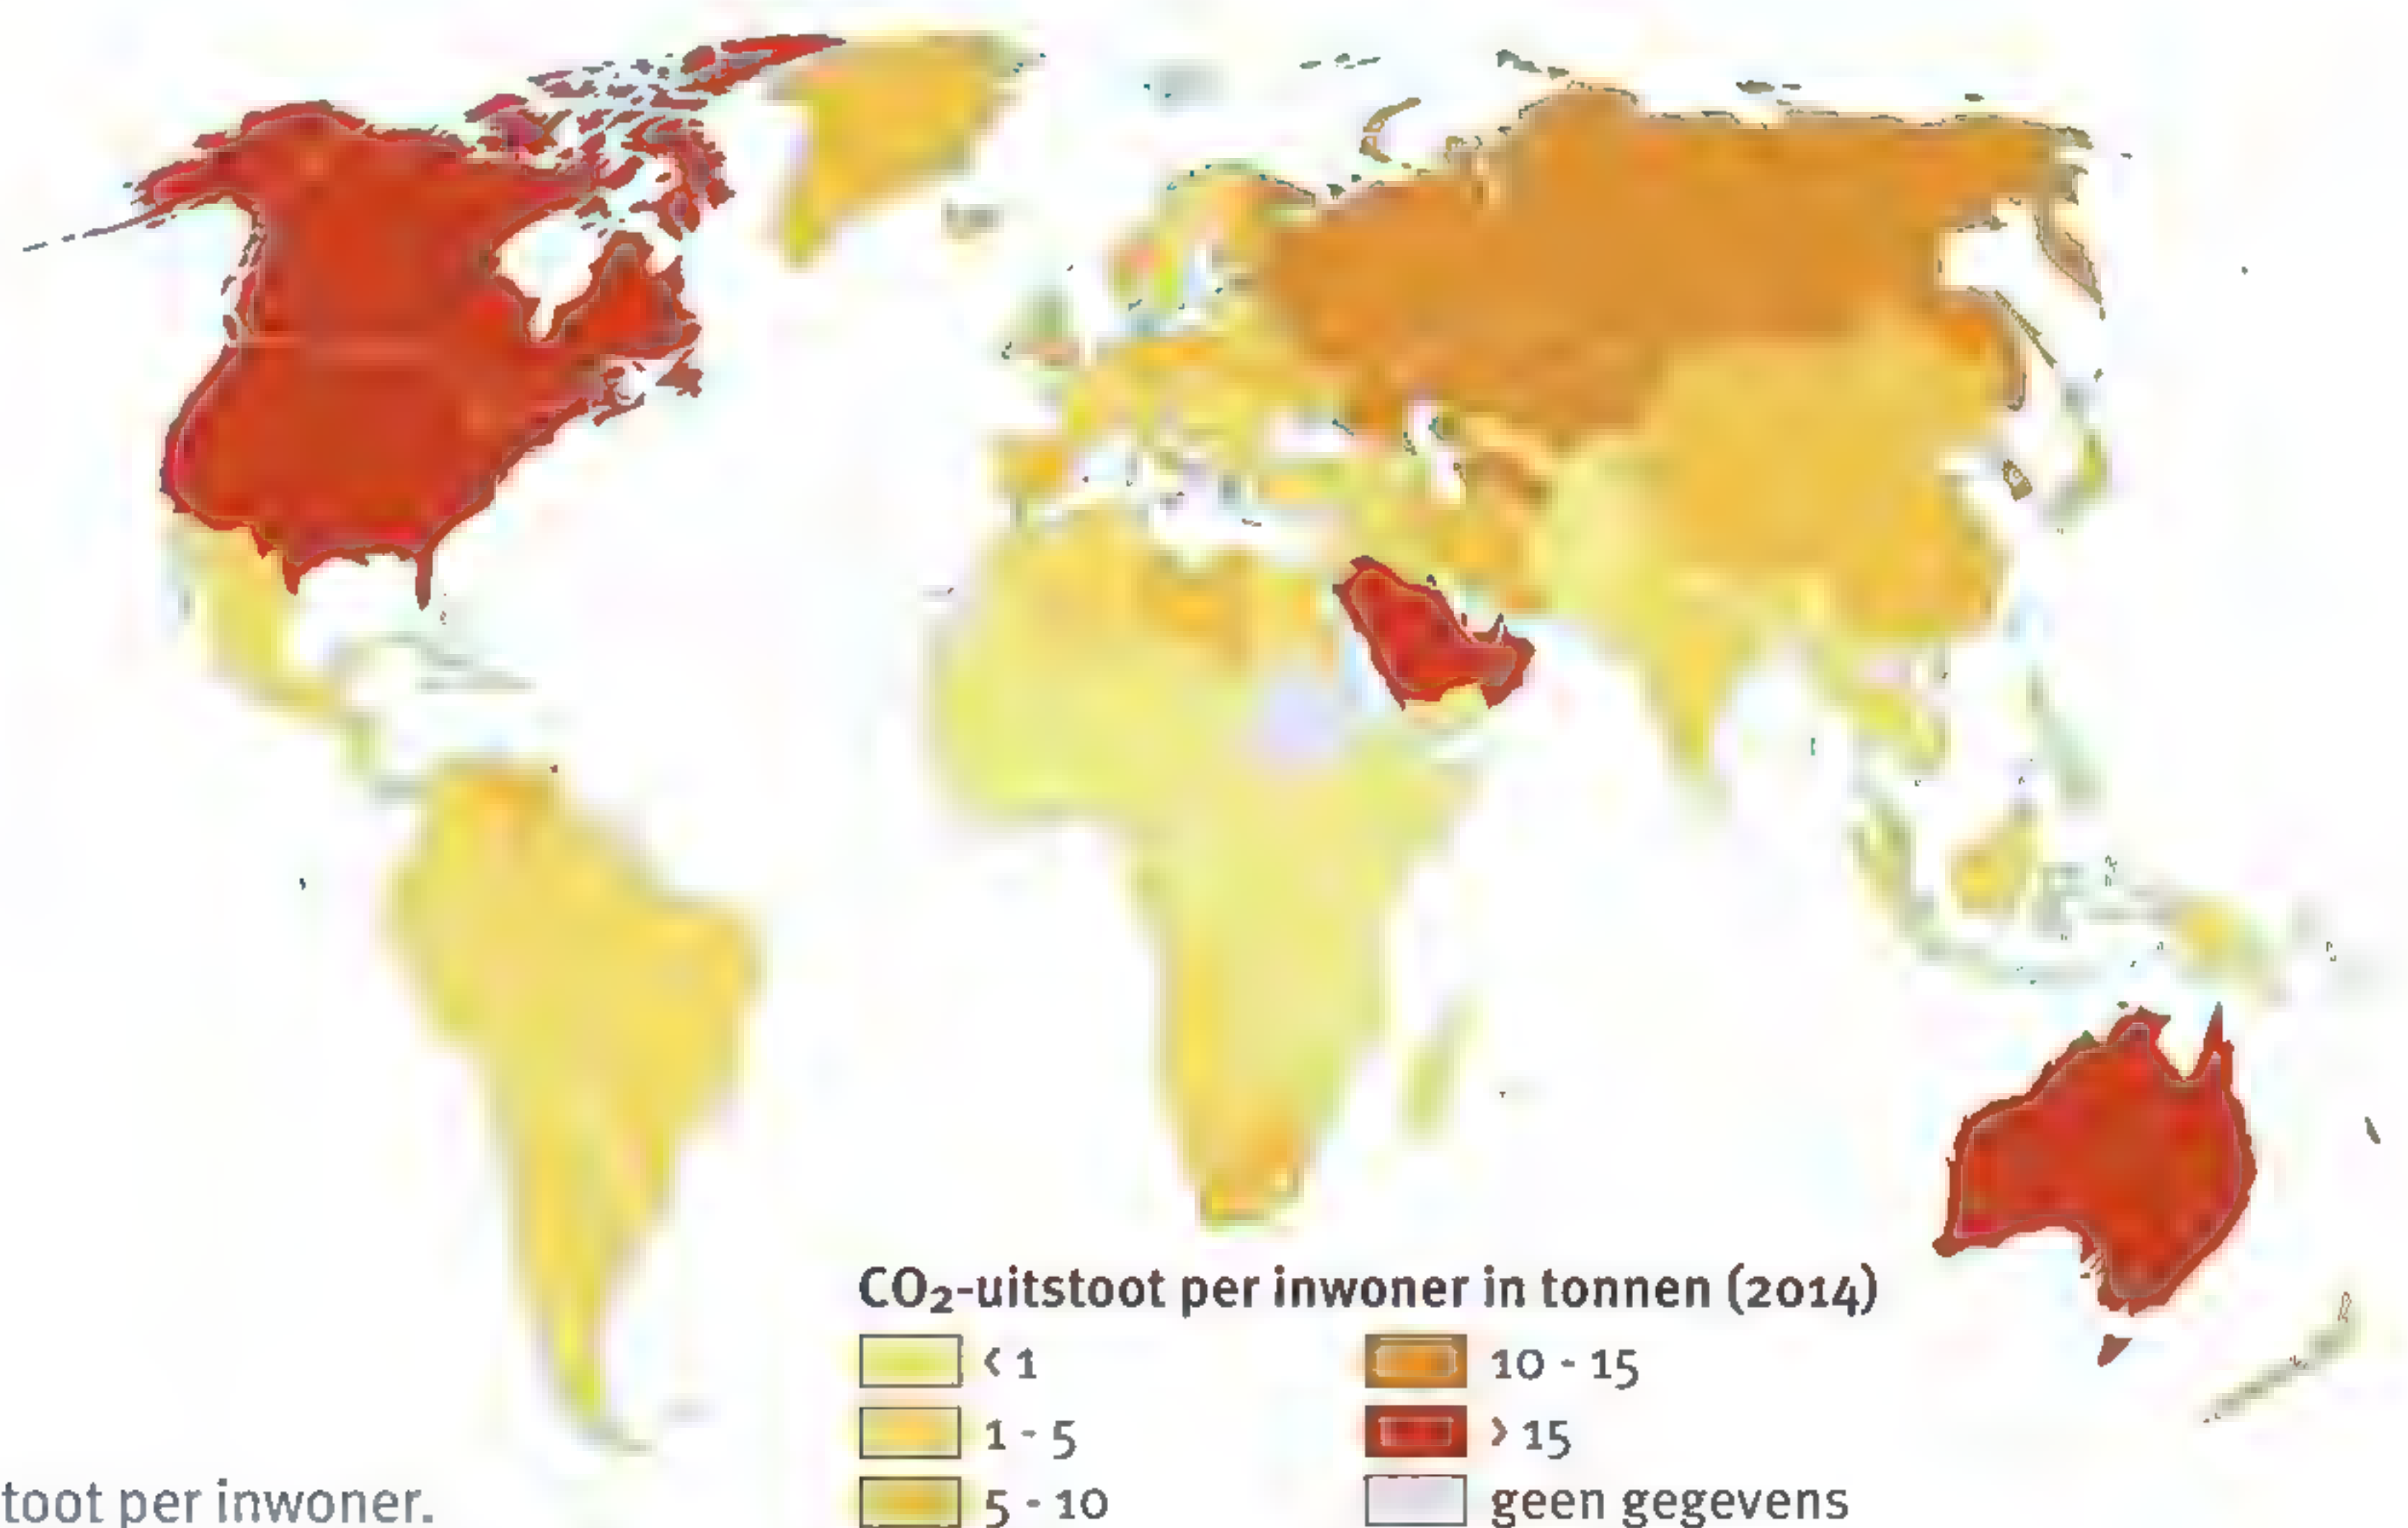 CO₂-uitstoot per inwoner in tonnen (2014)
< 1
1 - 5
5 - 10
10 - 15
> 15
geen gegevens
toot per inwoner.